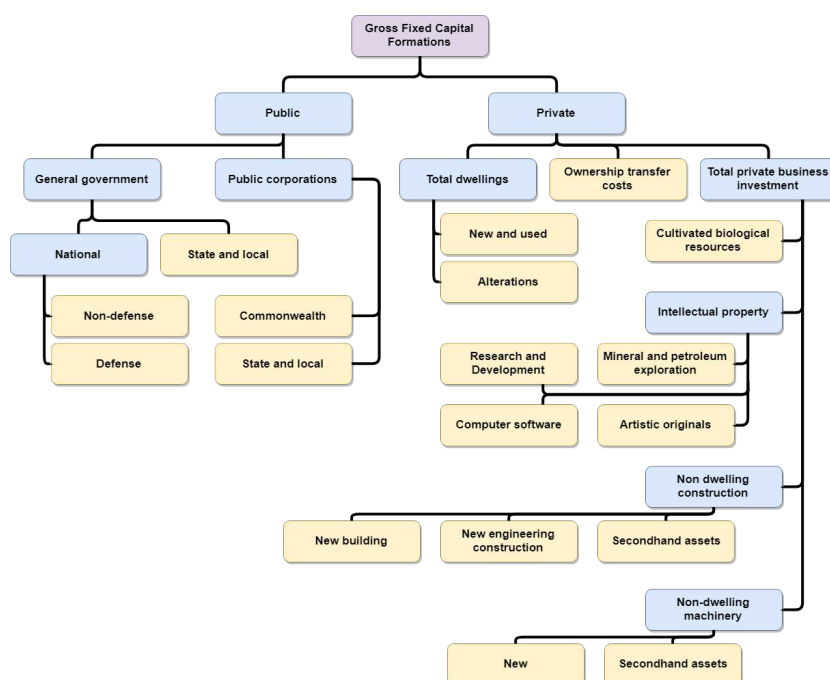 Gross Fixed Capital
Formations
Public
Private
General government
Public corporations
Total dwellings
Ownership transfer
costs
Total private business
investment
New and used
Cultivated biological
resources
National
State and local
Alterations
Non-defense
Commonwealth
Intellectual property
Defense
State and local
Research and
Development
Mineral and petroleum
exploration
Computer software
Artistic originals
Non dwelling
construction
New building
New engineering
construction
Secondhand assets
Non-dwelling
machinery
New
Secondhand assets